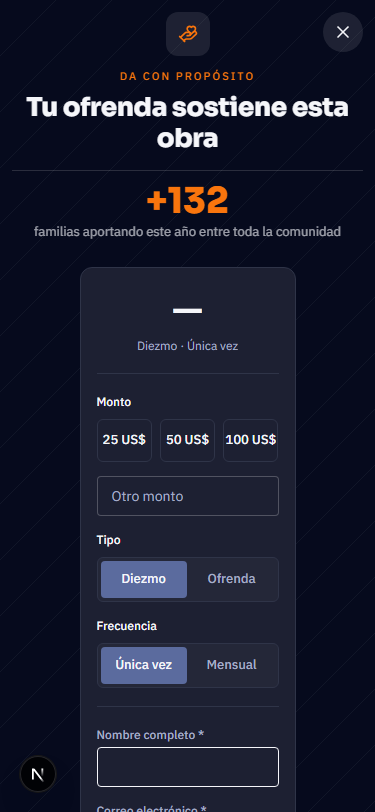 DA CON PROPÓSITO
Tu ofrenda sostiene esta
obra
+132
familias aportando este año entre toda la comunidad
—
Diezmo · Única vez
Monto
25 US$ 50 US$ 100 US$
Otro monto
Tipo
Diezmo Ofrenda
Frecuencia
Única vez Mensual
Nombre completo *
N
Correo electrónico *